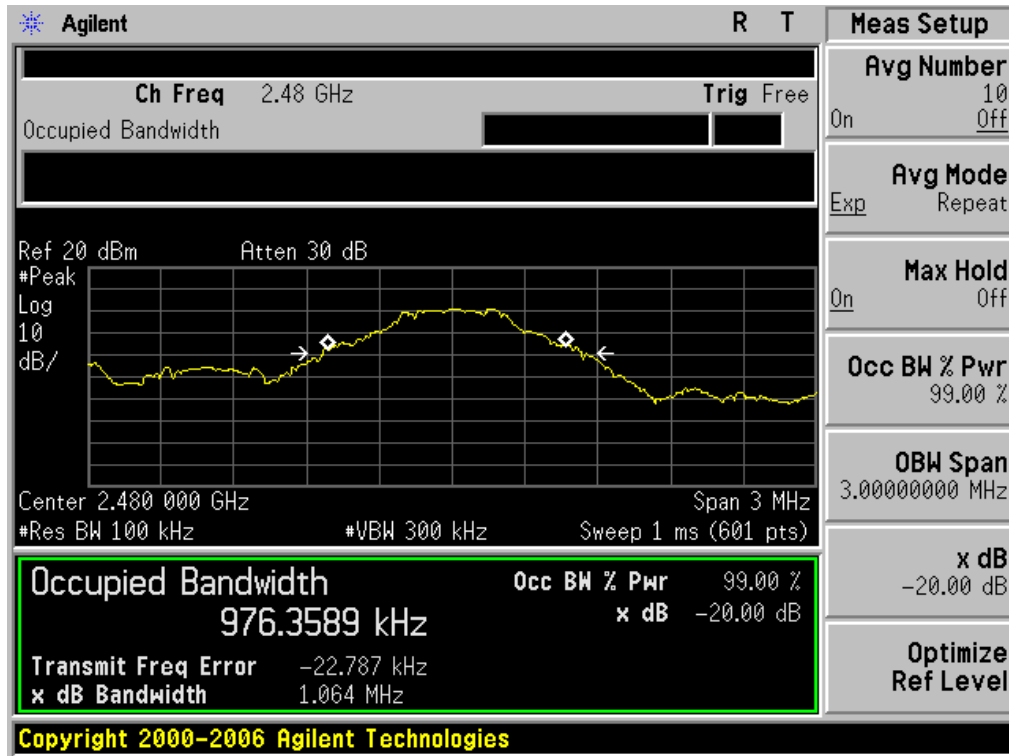 Agilent R T
Meas Setup
Ch Freq 2.48 GHz Trig Free
Occupied Bandwidth
Ref 20 dBm Atten 30 dB
#Peak
Log
10
dB/
Center 2.480 000 GHz Span 3 MHz
#Res BW 100 kHz #VBW 300 kHz Sweep 1 ms (601 pts)
Occupied Bandwidth
976.3589 kHz
Occ BW % Pwr 99.00 %
x dB -20.00 dB
Transmit Freq Error -22.787 kHz
x dB Bandwidth 1.064 MHz
Avg Number
10
On Off
Avg Mode
Exp Repeat
Max Hold
On Off
Occ BW % Pwr
99.00 %
OBW Span
3.00000000 MHz
x dB
-20.00 dB
Optimize
Ref Level
Copyright 2000-2006 Agilent Technologies